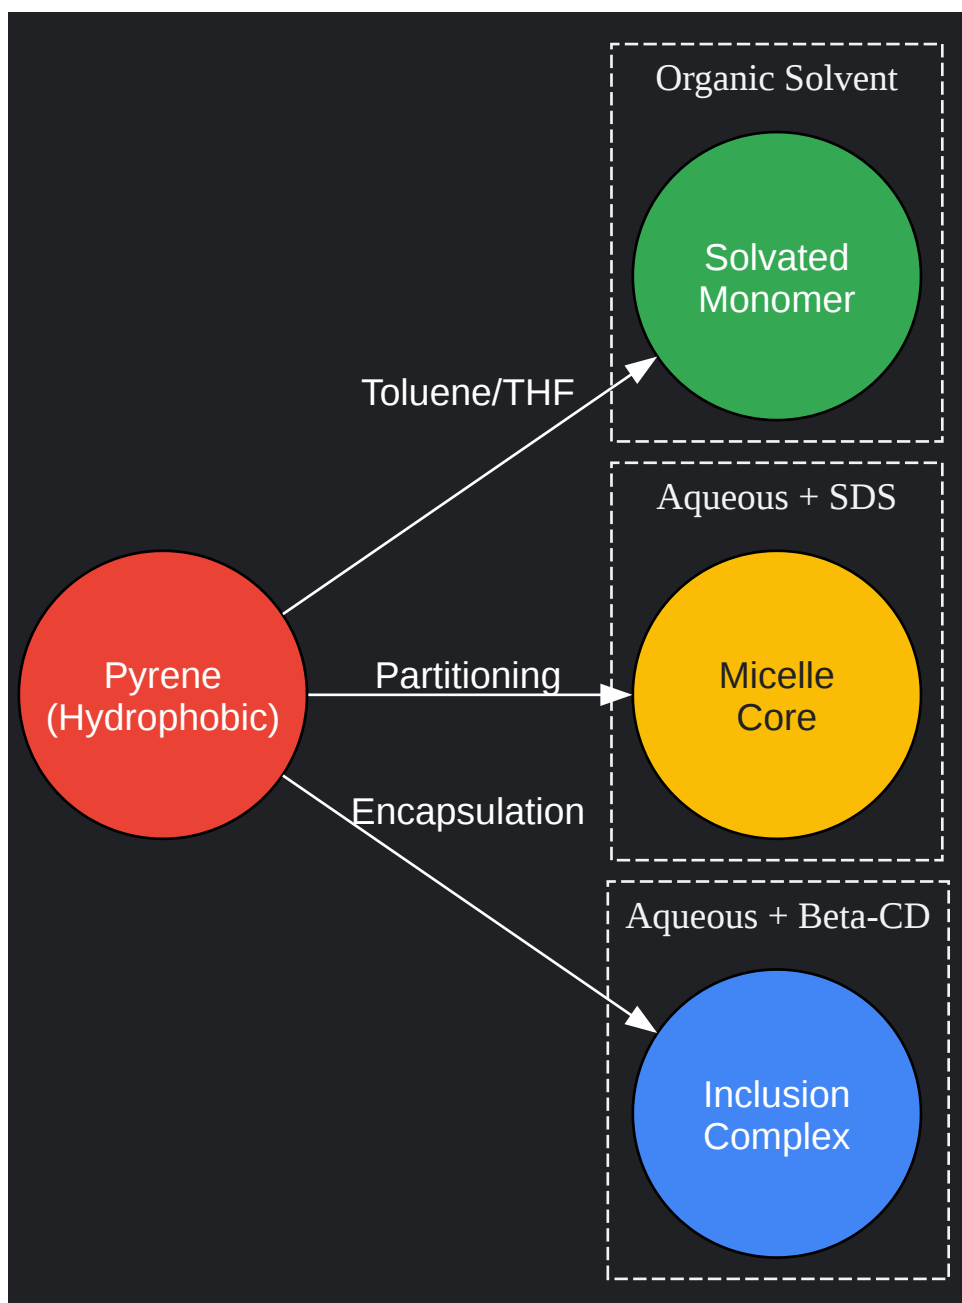 Organic Solvent
Solvated
Monomer
Toluene/THF
Aqueous + SDS
Pyrene
(Hydrophobic)
Partitioning
Micelle
Core
Encapsulation
Aqueous + Beta-CD
Inclusion
Complex